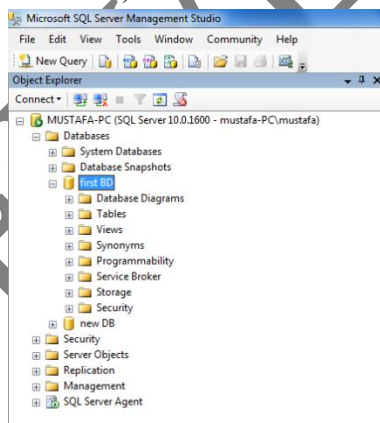 Microsoft SQL Server Management Studio
File Edit View Tools Window Community Help
New Query
Object Explorer
Connect
MUSTAFA-PC (SQL Server 10.0.1600 - mustafa-PC\mustafa)
Databases
System Databases
Database Snapshots
first BD
Database Diagrams
Tables
Views
Synonyms
Programmability
Service Broker
Storage
Security
new DB
Security
Server Objects
Replication
Management
SQL Server Agent